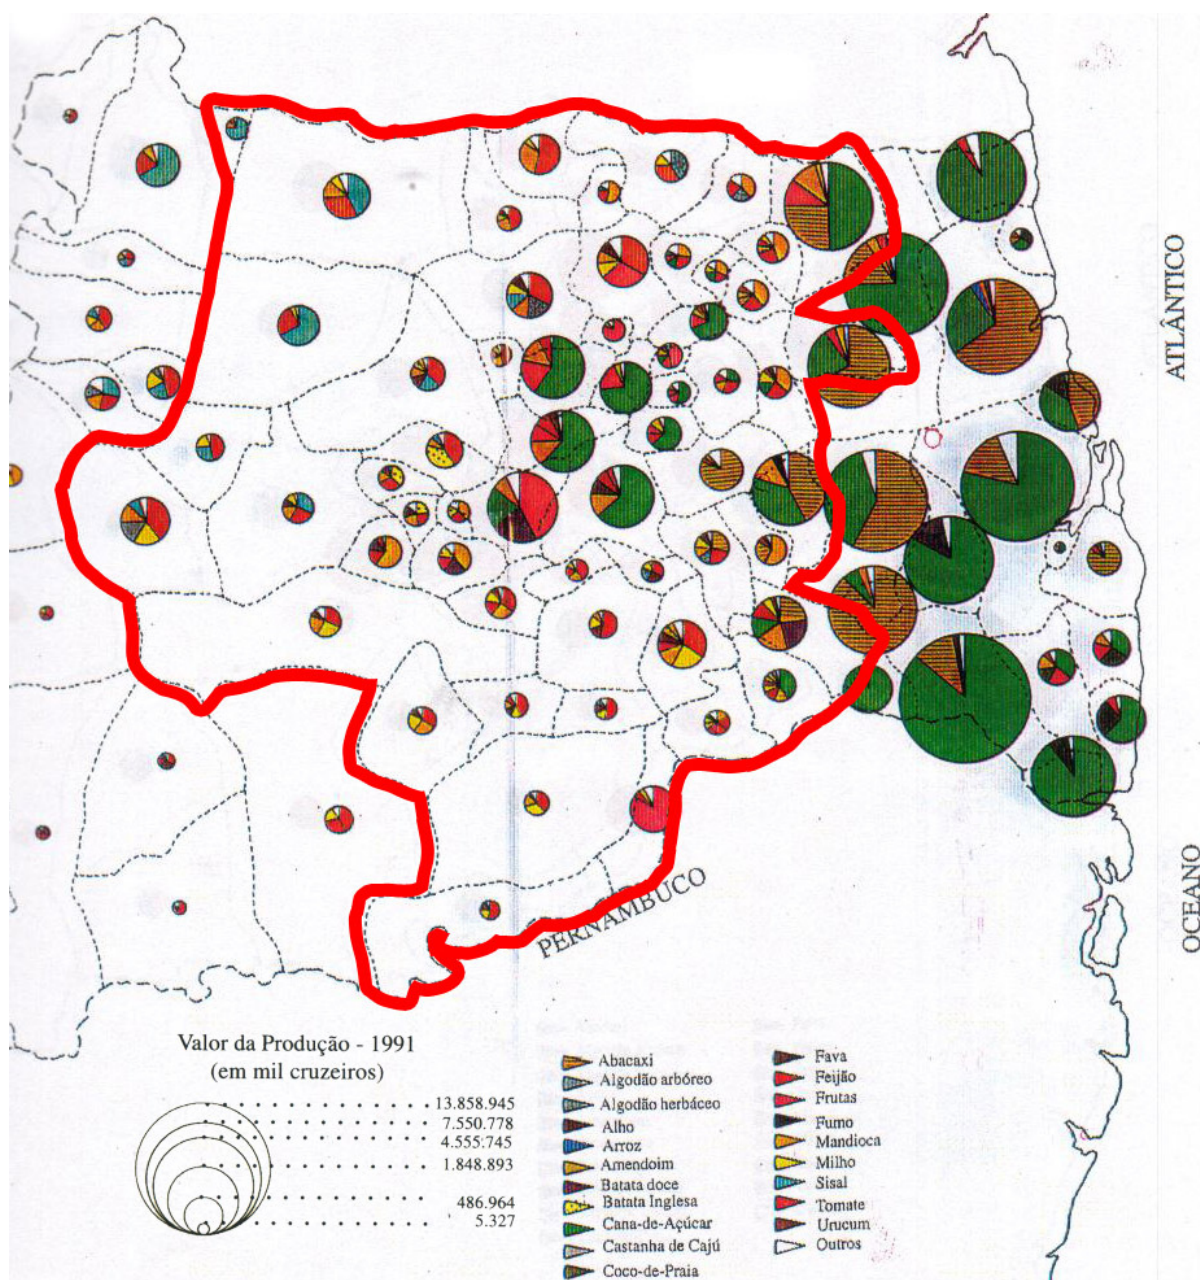 ATLÂNTICO
OCEANO
PERNAMBUCO
Valor da Produção - 1991
(em mil cruzeiros)
13.858.945
7.550.778
4.555.745
1.848.893
486.964
5.327
Abacaxi
Algodão arbóreo
Algodão herbáceo
Alho
Arroz
Amendoim
Batata doce
Batata Inglesa
Cana-de-Açúcar
Castanha de Cajú
Coco-de-Praia
Fava
Feijão
Frutas
Fumo
Mandioca
Milho
Sisal
Tomate
Urucum
Outros